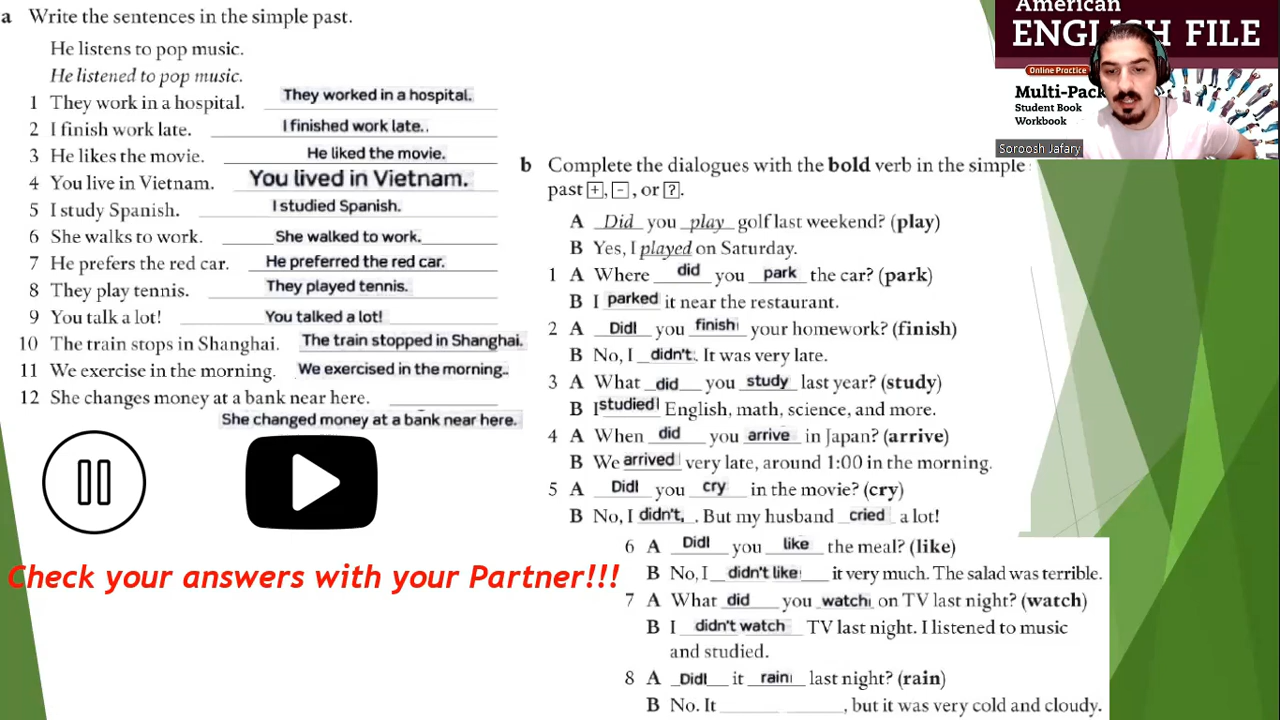 American
ENGLISH FILE
Online Practice
Multi-Pack
Student Book
Workbook
Soroosh Jafary
a Write the sentences in the simple past.
He listens to pop music.
He listened to pop music.
1 They work in a hospital. They worked in a hospital.
2 I finish work late. I finished work late..
3 He likes the movie. He liked the movie.
4 You live in Vietnam. You lived in Vietnam.
5 I study Spanish. I studied Spanish.
6 She walks to work. She walked to work.
7 He prefers the red car. He preferred the red car.
8 They play tennis. They played tennis.
9 You talk a lot! You talked a lot!
10 The train stops in Shanghai. The train stopped in Shanghai.
11 We exercise in the morning. We exercised in the morning..
12 She changes money at a bank near here.
She changed money at a bank near here.
Check your answers with your Partner!!!
b Complete the dialogues with the bold verb in the simple
past +, -, or ?.
A Did you play golf last weekend? (play)
B Yes, I played on Saturday.
1 A Where did you park the car? (park)
B I parked it near the restaurant.
2 A Did you finish your homework? (finish)
B No, I didn't. It was very late.
3 A What did you study last year? (study)
B I studied English, math, science, and more.
4 A When did you arrive in Japan? (arrive)
B We arrived very late, around 1:00 in the morning.
5 A Did you cry in the movie? (cry)
B No, I didn't. But my husband cried a lot!
6 A Did you like the meal? (like)
B No, I didn't like it very much. The salad was terrible.
7 A What did you watch on TV last night? (watch)
B I didn't watch TV last night. I listened to music
and studied.
8 A Did it rain last night? (rain)
B No. It ________, but it was very cold and cloudy.